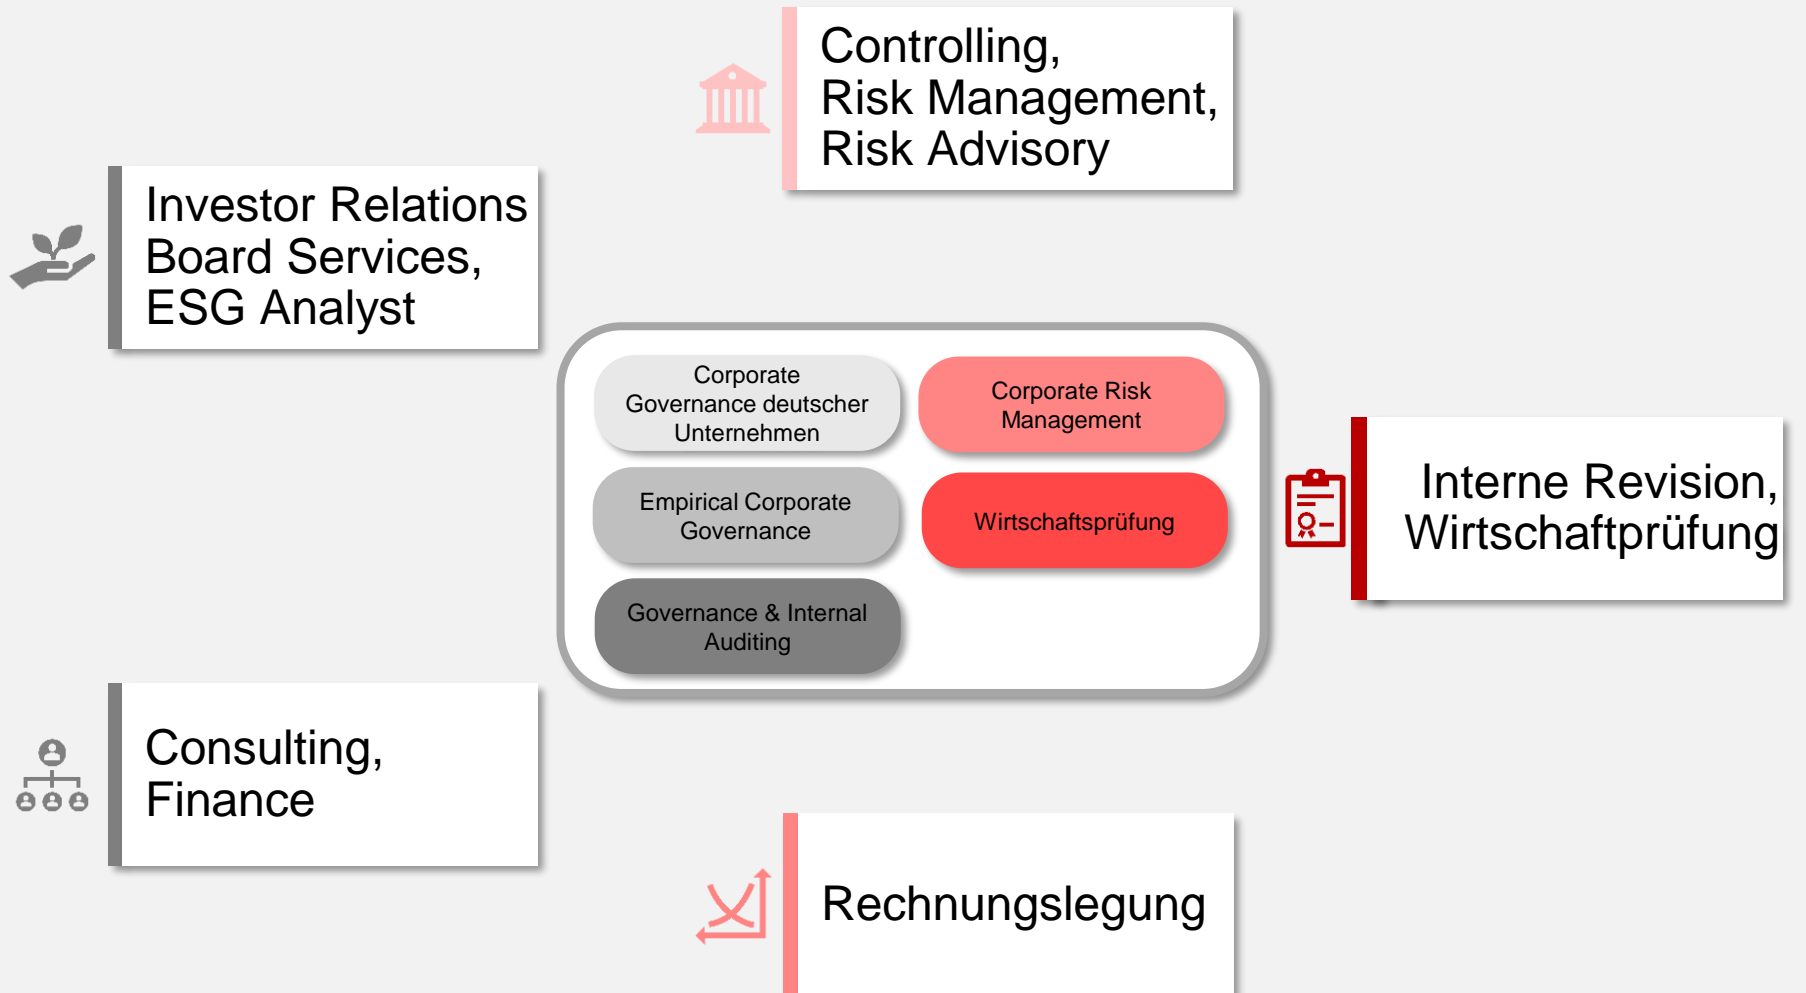 Controlling,
Risk Management,
Risk Advisory
Investor Relations
Board Services,
ESG Analyst
Corporate
Governance deutscher
Unternehmen
Corporate Risk
Management
Empirical Corporate
Governance
Wirtschaftsprüfung
Governance & Internal
Auditing
Interne Revision,
Wirtschaftprüfung
Consulting,
Finance
Rechnungslegung